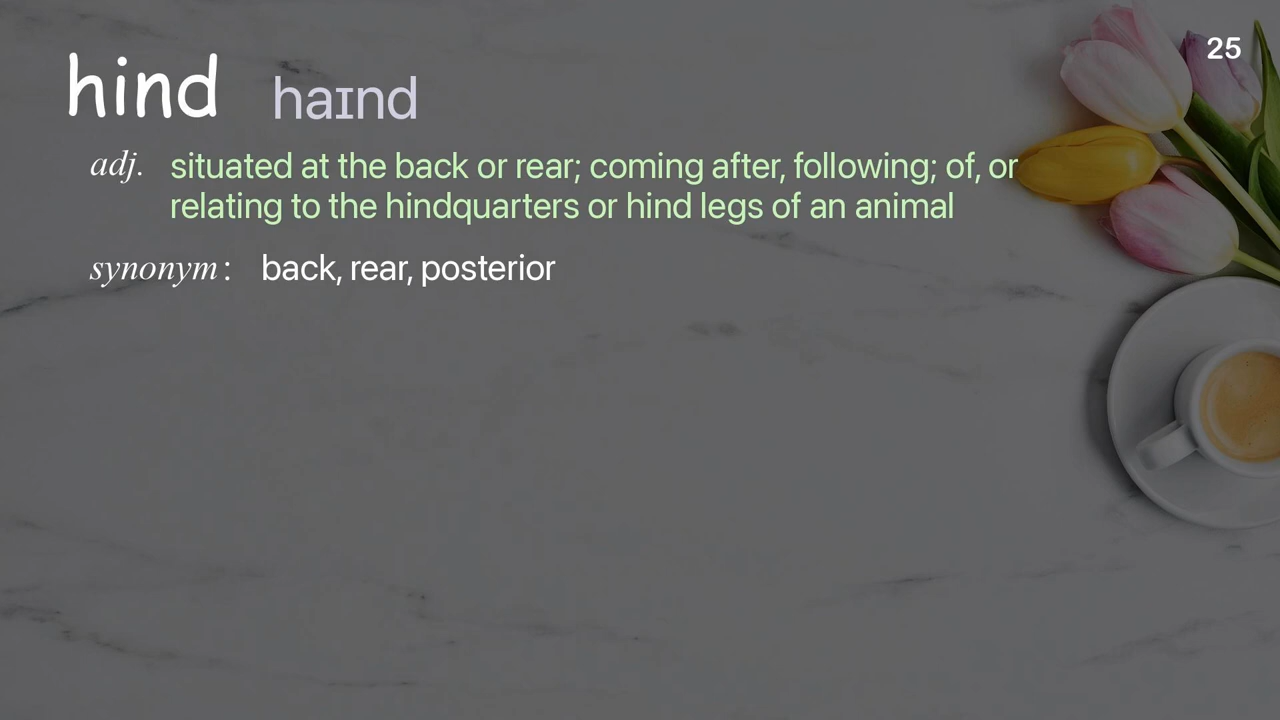 25
hind haɪnd
adj. situated at the back or rear; coming after, following; of, or
relating to the hindquarters or hind legs of an animal
synonym: back, rear, posterior